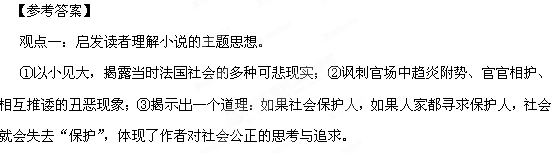 【参考答案】
观点一：启发读者理解小说的主题思想。
①以小见大，揭露当时法国社会的多种可悲现实；②讽刺官场中趋炎附势、官官相护、
相互推诿的丑恶现象；③揭示出一个道理：如果社会保护人，如果人家都寻求保护人，社会
就会失去“保护”，体现了作者对社会公正的思考与追求。